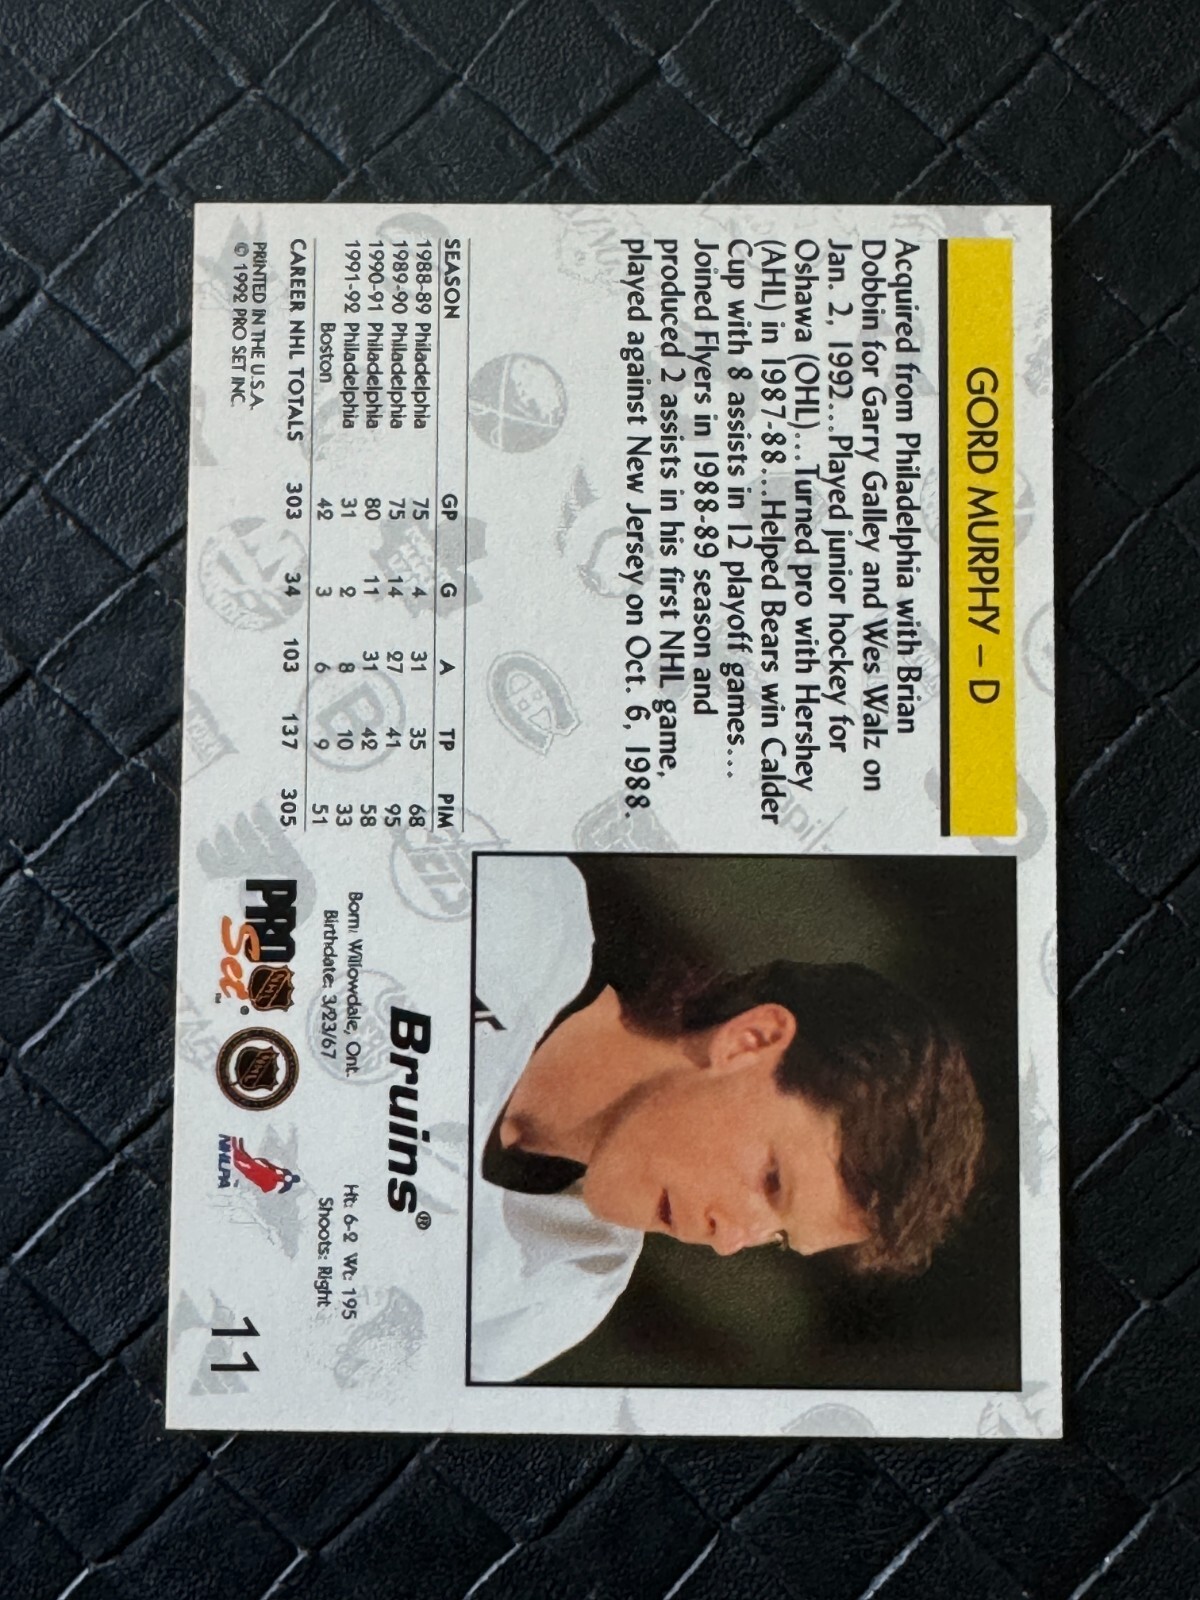 GORD MURPHY – D
Acquired from Philadelphia with Brian
Dobbin for Garry Galley and Wes Walz on
Jan. 2, 1992...Played junior hockey for
Oshawa (OHL)...Turned pro with Hershey
(AHL) in 1987-88...Helped Bears win Calder
Cup with 8 assists in 12 playoff games...
Joined Flyers in 1988-89 season and
produced 2 assists in his first NHL game,
played against New Jersey on Oct. 6, 1988.
SEASON GP G A TP PIM
1988-89 Philadelphia 75 4 31 35 68
1989-90 Philadelphia 75 14 27 41 95
1990-91 Philadelphia 80 11 31 42 58
1991-92 Philadelphia 31 2 8 10 33
Boston 42 3 6 9 51
CAREER NHL TOTALS 303 34 103 137 305
PRINTED IN THE U.S.A.
© 1992 PRO SET INC.
Bruins®
Born: Willowdale, Ont. Ht: 6-2 Wt: 195
Birthdate: 3/23/67 Shoots: Right
PRO Set™ NHL® NHL NHLPA™
11